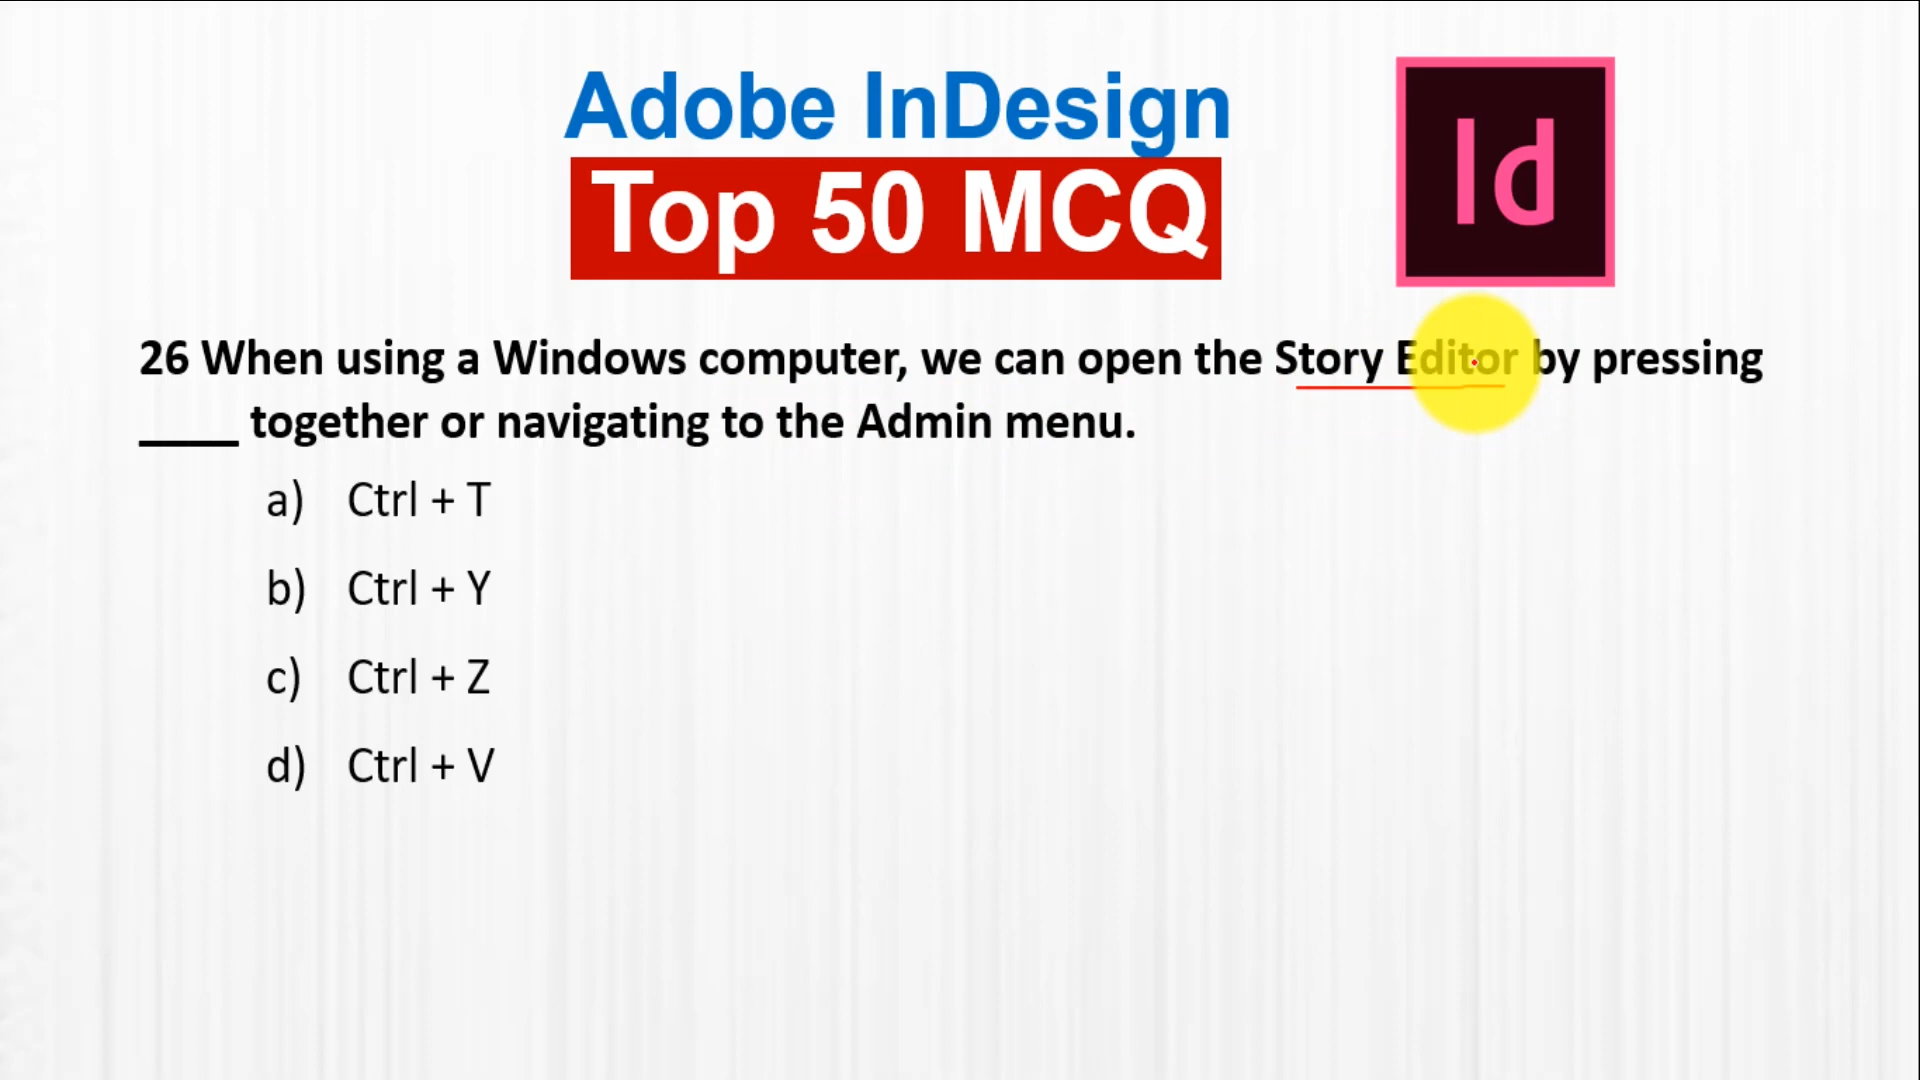 Adobe InDesign
Top 50 MCQ
Id
26 When using a Windows computer, we can open the Story Editor by pressing
____ together or navigating to the Admin menu.
a) Ctrl + T
b) Ctrl + Y
c) Ctrl + Z
d) Ctrl + V